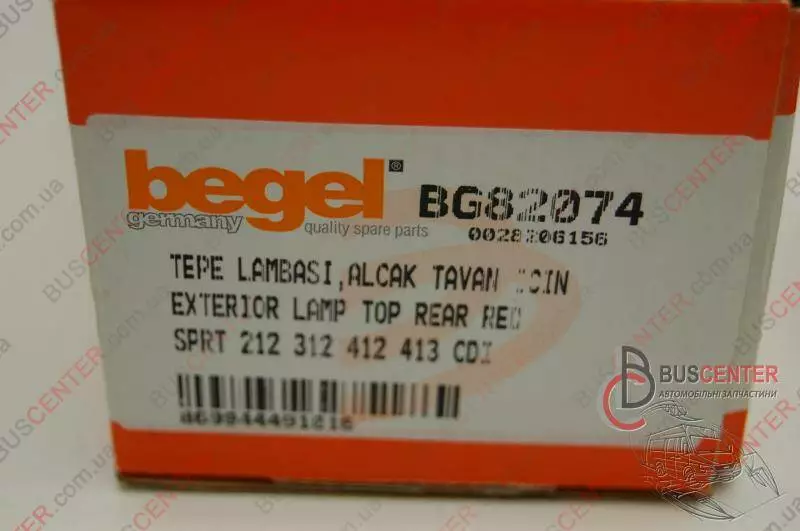 begel®
germany
quality spare parts
BG82074
0028206156
TEPE LAMBASI,ALCAK TAVAN
EXTERIOR LAMP TOP REAR RED
SPRT 212 312 412 413 CDI
BUSCENTER
АВТОМОБІЛЬНІ ЗАПЧАСТИНИ